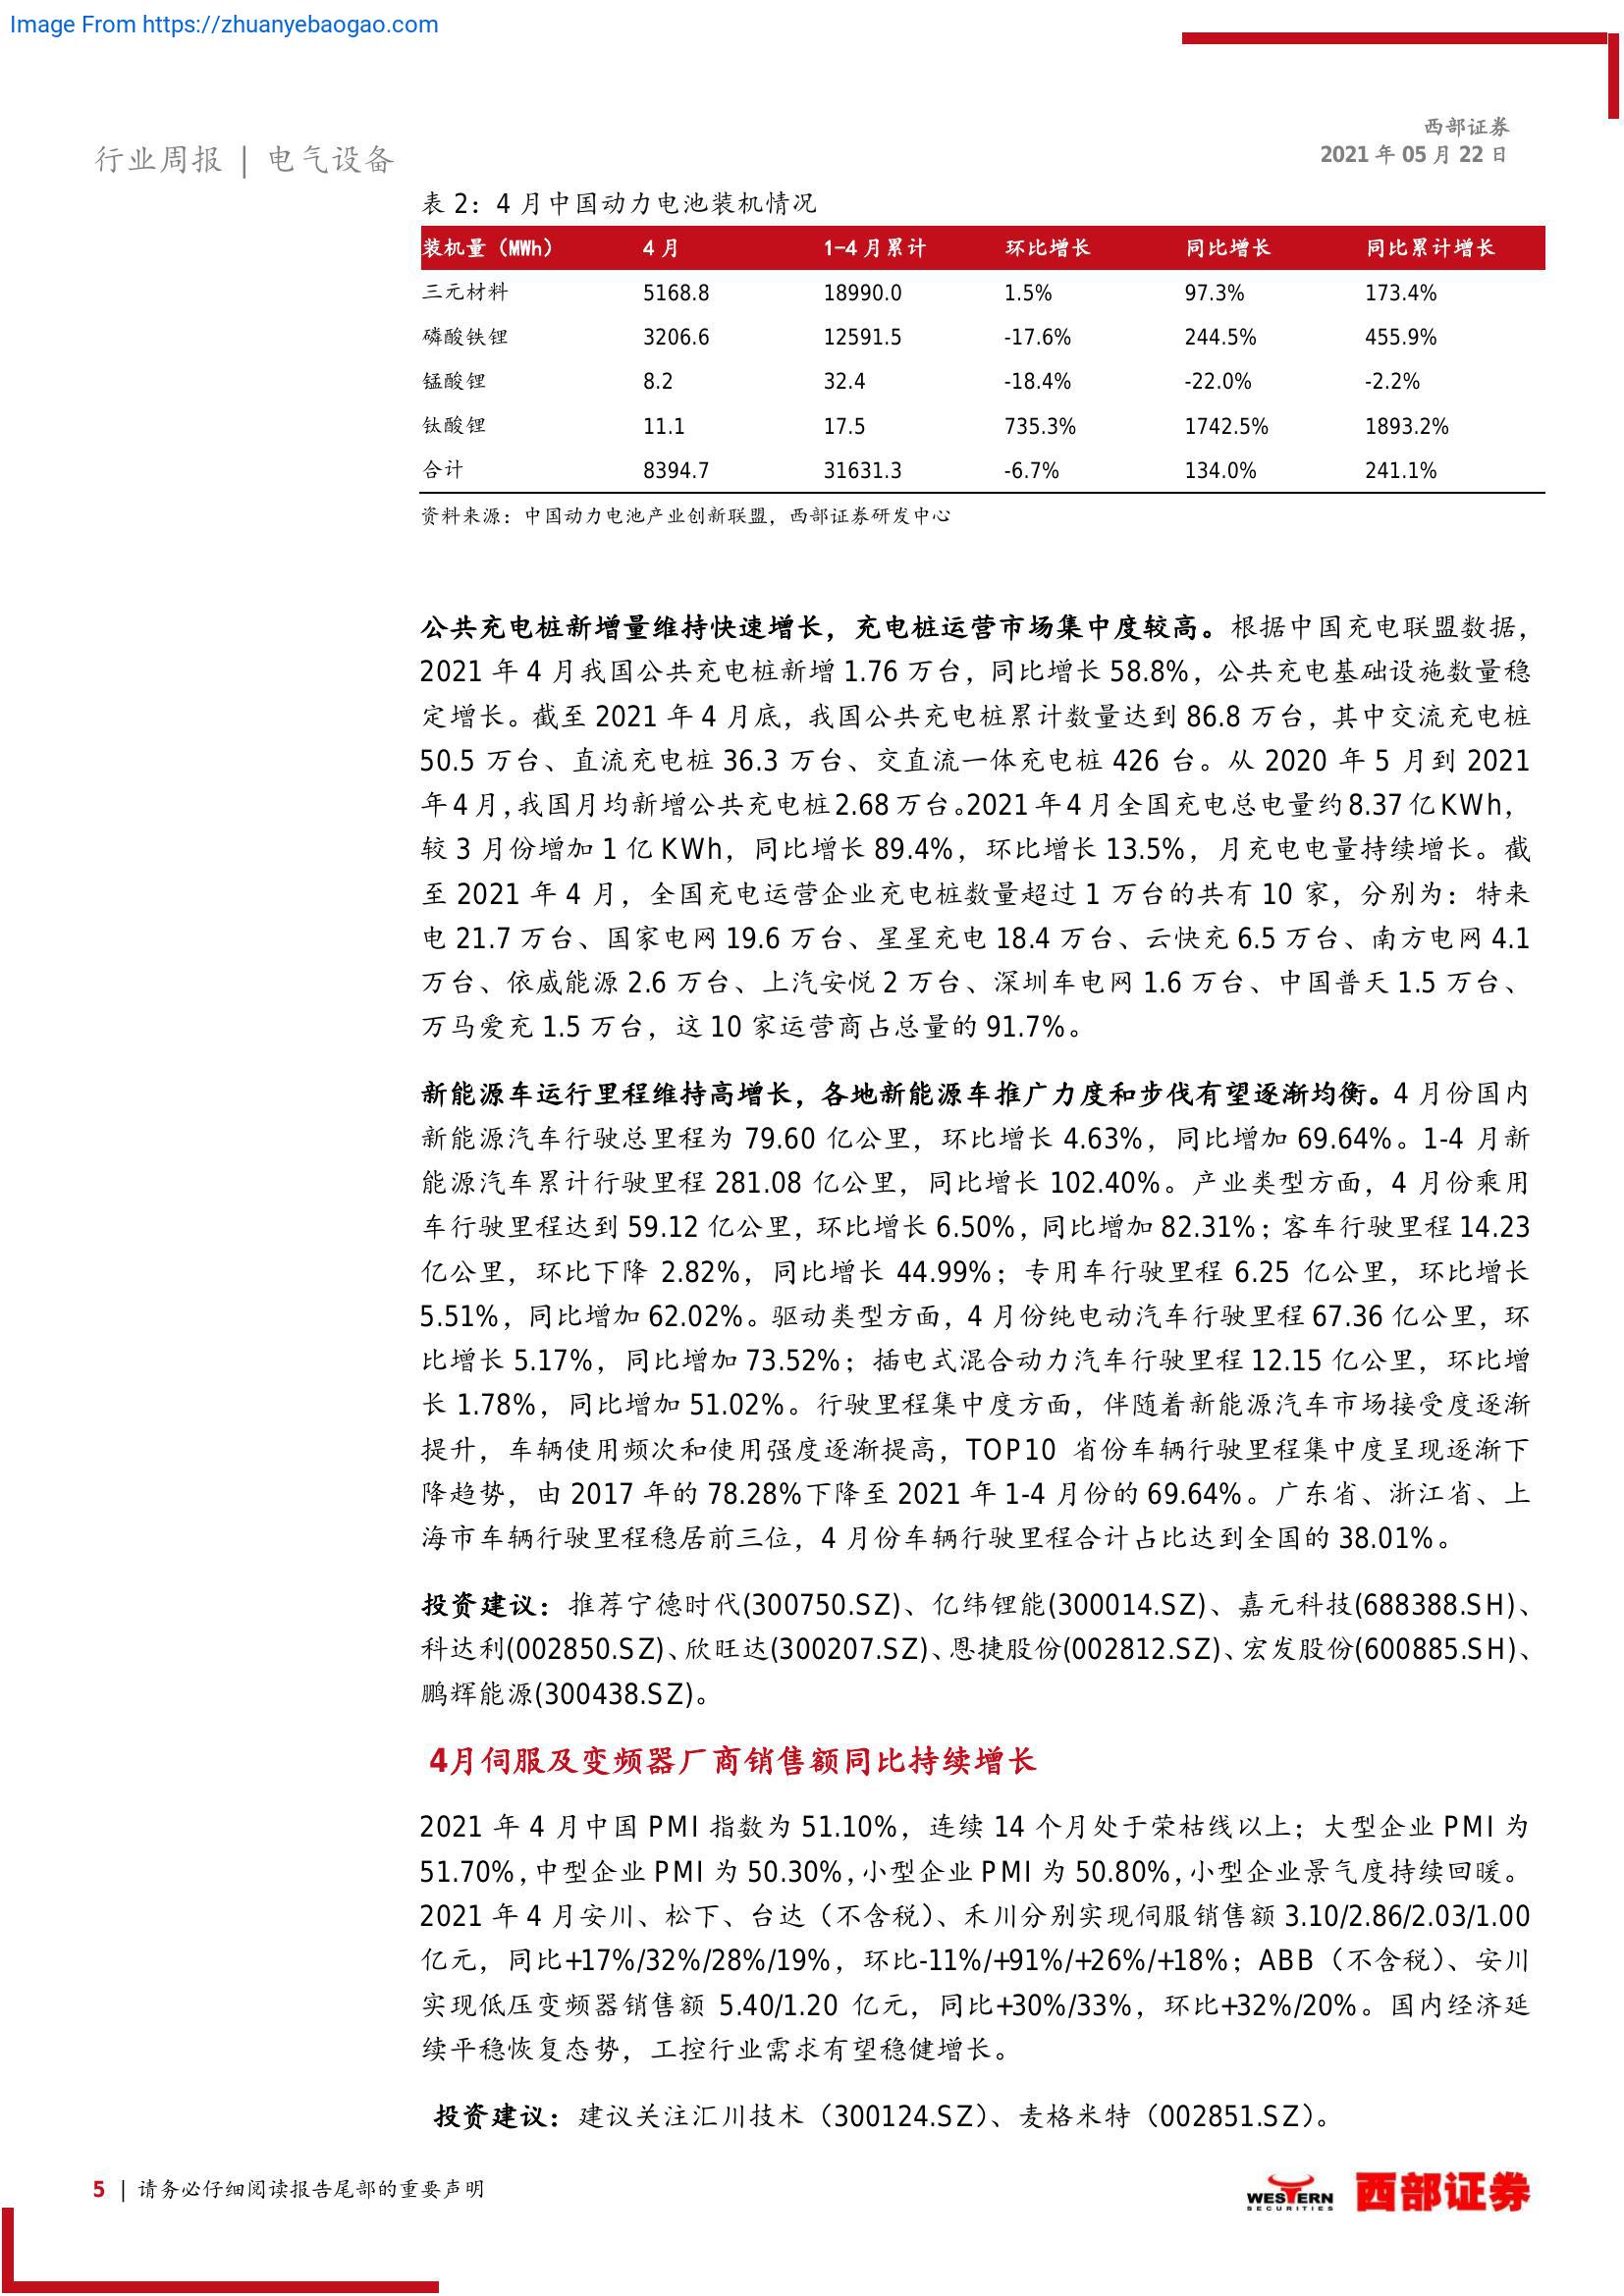 Image From https://zhuanyebaogao.com
西部证券
2021 年 05 月 22 日
行业周报 | 电气设备
表 2：4 月中国动力电池装机情况
装机量（MWh） 4 月 1-4 月累计 环比增长 同比增长 同比累计增长
三元材料 5168.8 18990.0 1.5% 97.3% 173.4%
磷酸铁锂 3206.6 12591.5 -17.6% 244.5% 455.9%
锰酸锂 8.2 32.4 -18.4% -22.0% -2.2%
钛酸锂 11.1 17.5 735.3% 1742.5% 1893.2%
合计 8394.7 31631.3 -6.7% 134.0% 241.1%
资料来源：中国动力电池产业创新联盟，西部证券研发中心
公共充电桩新增量维持快速增长，充电桩运营市场集中度较高。根据中国充电联盟数据，
2021 年 4 月我国公共充电桩新增 1.76 万台，同比增长 58.8%，公共充电基础设施数量稳
定增长。截至 2021 年 4 月底，我国公共充电桩累计数量达到 86.8 万台，其中交流充电桩
50.5 万台、直流充电桩 36.3 万台、交直流一体充电桩 426 台。从 2020 年 5 月到 2021
年 4 月，我国月均新增公共充电桩 2.68 万台。2021 年 4 月全国充电总电量约 8.37 亿 KWh，
较 3 月份增加 1 亿 KWh，同比增长 89.4%，环比增长 13.5%，月充电电量持续增长。截
至 2021 年 4 月，全国充电运营企业充电桩数量超过 1 万台的共有 10 家，分别为：特来
电 21.7 万台、国家电网 19.6 万台、星星充电 18.4 万台、云快充 6.5 万台、南方电网 4.1
万台、依威能源 2.6 万台、上汽安悦 2 万台、深圳车电网 1.6 万台、中国普天 1.5 万台、
万马爱充 1.5 万台，这 10 家运营商占总量的 91.7%。
新能源车运行里程维持高增长，各地新能源车推广力度和步伐有望逐渐均衡。4 月份国内
新能源汽车行驶总里程为 79.60 亿公里，环比增长 4.63%，同比增加 69.64%。1-4 月新
能源汽车累计行驶里程 281.08 亿公里，同比增长 102.40%。产业类型方面，4 月份乘用
车行驶里程达到 59.12 亿公里，环比增长 6.50%，同比增加 82.31%；客车行驶里程 14.23
亿公里，环比下降 2.82%，同比增长 44.99%；专用车行驶里程 6.25 亿公里，环比增长
5.51%，同比增加 62.02%。驱动类型方面，4 月份纯电动汽车行驶里程 67.36 亿公里，环
比增长 5.17%，同比增加 73.52%；插电式混合动力汽车行驶里程 12.15 亿公里，环比增
长 1.78%，同比增加 51.02%。行驶里程集中度方面，伴随着新能源汽车市场接受度逐渐
提升，车辆使用频次和使用强度逐渐提高，TOP10 省份车辆行驶里程集中度呈现逐渐下
降趋势，由 2017 年的 78.28%下降至 2021 年 1-4 月份的 69.64%。广东省、浙江省、上
海市车辆行驶里程稳居前三位，4 月份车辆行驶里程合计占比达到全国的 38.01%。
投资建议：推荐宁德时代(300750.SZ)、亿纬锂能(300014.SZ)、嘉元科技(688388.SH)、
科达利(002850.SZ)、欣旺达(300207.SZ)、恩捷股份(002812.SZ)、宏发股份(600885.SH)、
鹏辉能源(300438.SZ)。
4月伺服及变频器厂商销售额同比持续增长
2021 年 4 月中国 PMI 指数为 51.10%，连续 14 个月处于荣枯线以上；大型企业 PMI 为
51.70%，中型企业 PMI 为 50.30%，小型企业 PMI 为 50.80%，小型企业景气度持续回暖。
2021 年 4 月安川、松下、台达（不含税）、禾川分别实现伺服销售额 3.10/2.86/2.03/1.00
亿元，同比+17%/32%/28%/19%，环比-11%/+91%/+26%/+18%；ABB（不含税）、安川
实现低压变频器销售额 5.40/1.20 亿元，同比+30%/33%，环比+32%/20%。国内经济延
续平稳恢复态势，工控行业需求有望稳健增长。
投资建议：建议关注汇川技术（300124.SZ）、麦格米特（002851.SZ）。
5 | 请务必仔细阅读报告尾部的重要声明
WESTERN
SECURITIES
西部证券